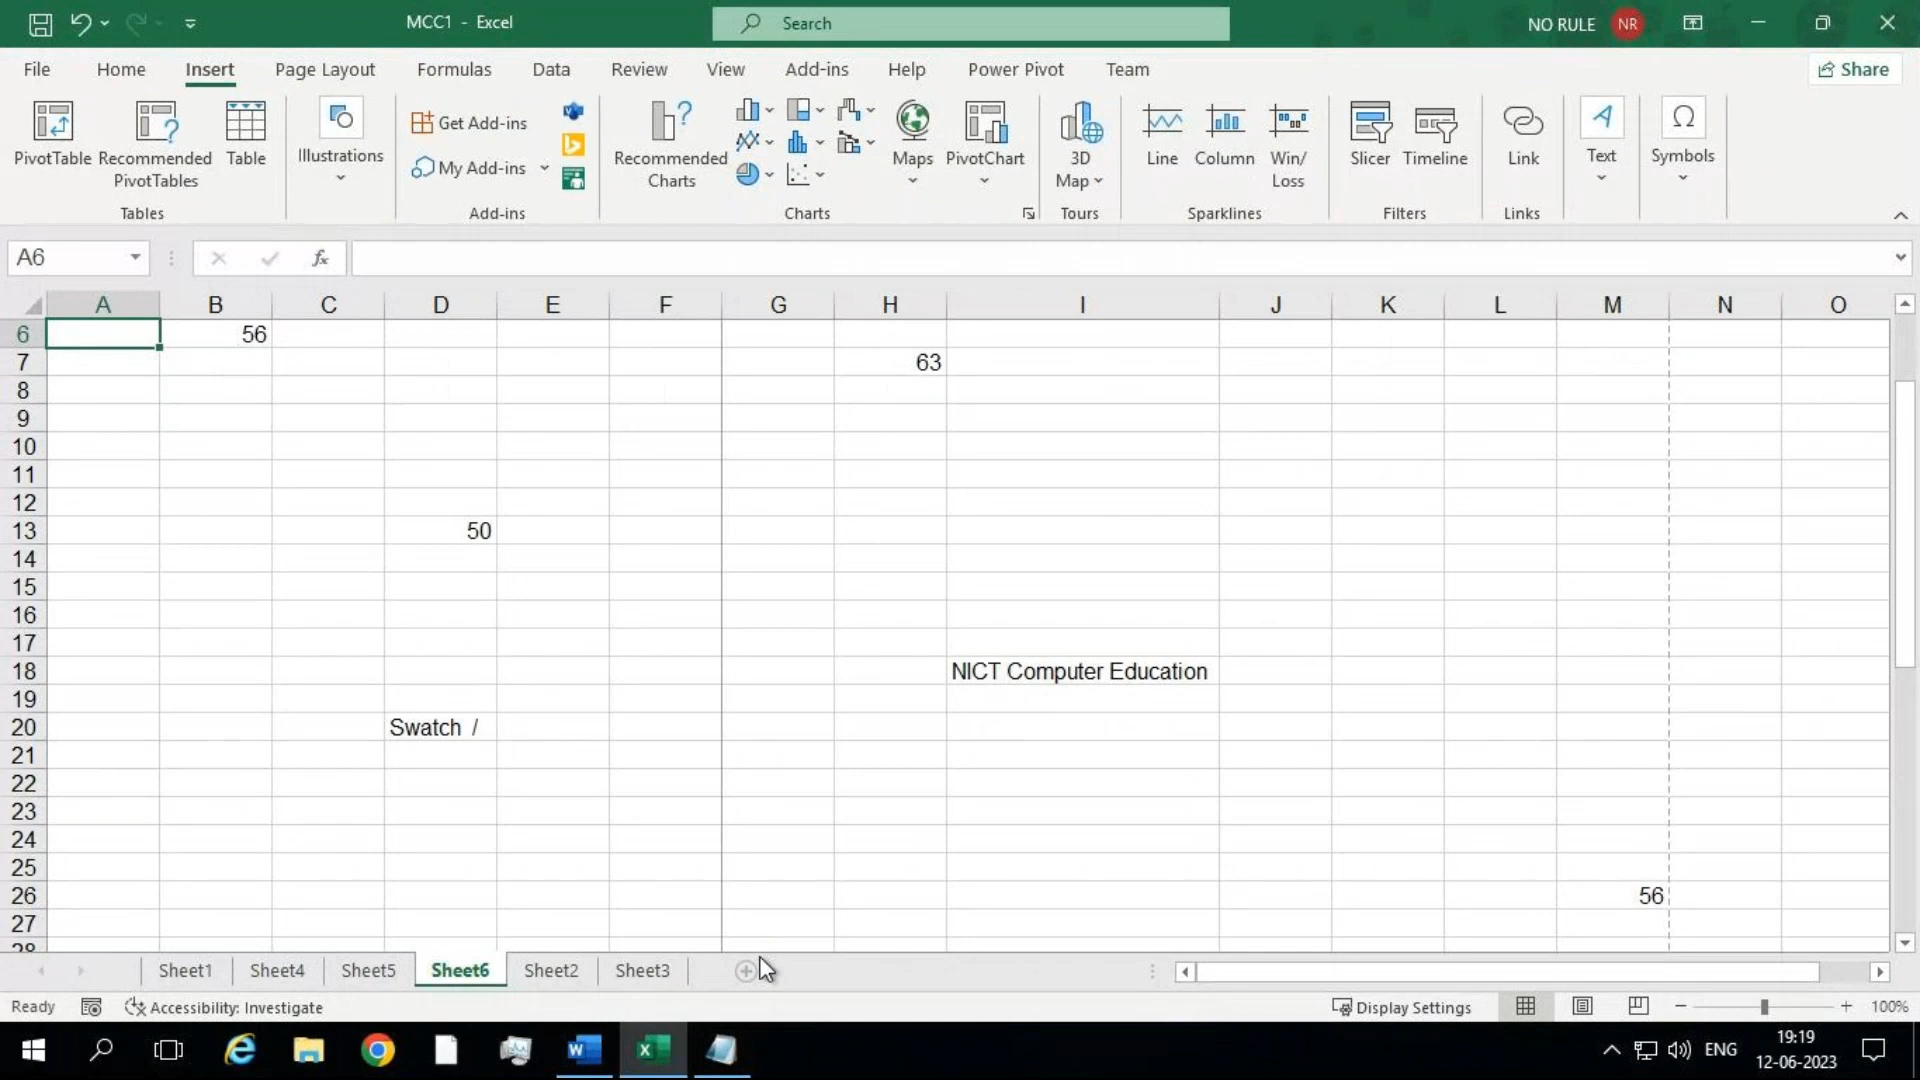 MCC1 - Excel
Search
NO RULE NR
File Home Insert Page Layout Formulas Data Review View Add-ins Help Power Pivot Team Share
PivotTable Recommended PivotTables Table
Tables
Illustrations
Get Add-ins
My Add-ins
Add-ins
Recommended Charts
Maps PivotChart
Charts
3D Map
Tours
Line Column Win/ Loss
Sparklines
Slicer Timeline
Filters
Link
Links
Text
Symbols
A6 fx
A B C D E F G H I J K L M N O
6 56
7 63
8
9
10
11
12
13 50
14
15
16
17
18 NICT Computer Education
19
20 Swatch /
21
22
23
24
25
26 56
27
28
Sheet1 Sheet4 Sheet5 Sheet6 Sheet2 Sheet3
Ready Accessibility: Investigate Display Settings 100%
ENG 19:19
12-06-2023